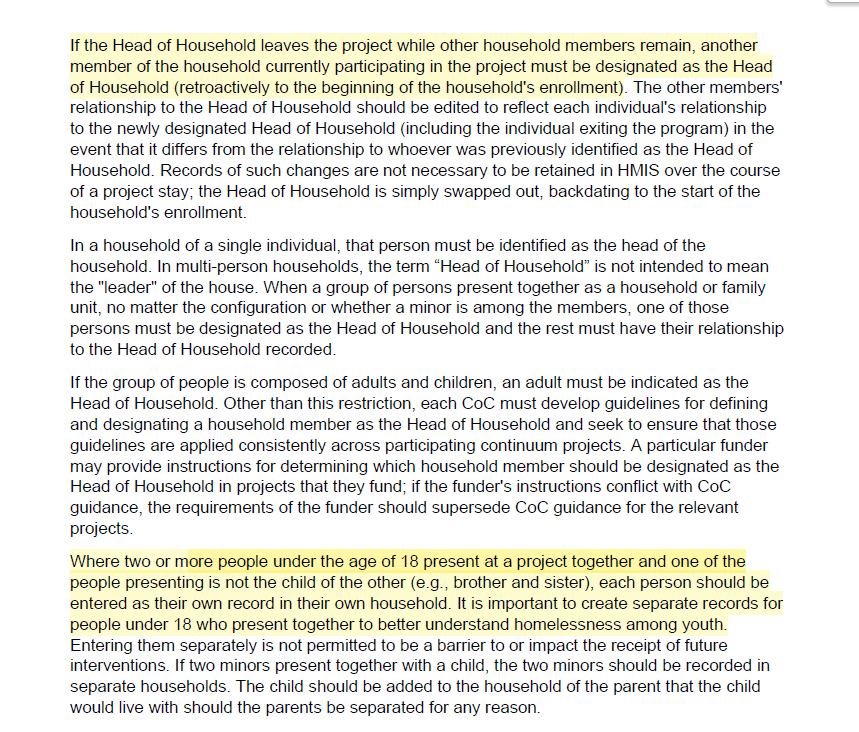 If the Head of Household leaves the project while other household members remain, another
member of the household currently participating in the project must be designated as the Head
of Household (retroactively to the beginning of the household's enrollment). The other members'
relationship to the Head of Household should be edited to reflect each individual's relationship
to the newly designated Head of Household (including the individual exiting the program) in the
event that it differs from the relationship to whoever was previously identified as the Head of
Household. Records of such changes are not necessary to be retained in HMIS over the course
of a project stay; the Head of Household is simply swapped out, backdating to the start of the
household's enrollment.
In a household of a single individual, that person must be identified as the head of the
household. In multi-person households, the term “Head of Household” is not intended to mean
the "leader" of the house. When a group of persons present together as a household or family
unit, no matter the configuration or whether a minor is among the members, one of those
persons must be designated as the Head of Household and the rest must have their relationship
to the Head of Household recorded.
If the group of people is composed of adults and children, an adult must be indicated as the
Head of Household. Other than this restriction, each CoC must develop guidelines for defining
and designating a household member as the Head of Household and seek to ensure that those
guidelines are applied consistently across participating continuum projects. A particular funder
may provide instructions for determining which household member should be designated as the
Head of Household in projects that they fund; if the funder's instructions conflict with CoC
guidance, the requirements of the funder should supersede CoC guidance for the relevant
projects.
Where two or more people under the age of 18 present at a project together and one of the
people presenting is not the child of the other (e.g., brother and sister), each person should be
entered as their own record in their own household. It is important to create separate records for
people under 18 who present together to better understand homelessness among youth.
Entering them separately is not permitted to be a barrier to or impact the receipt of future
interventions. If two minors present together with a child, the two minors should be recorded in
separate households. The child should be added to the household of the parent that the child
would live with should the parents be separated for any reason.